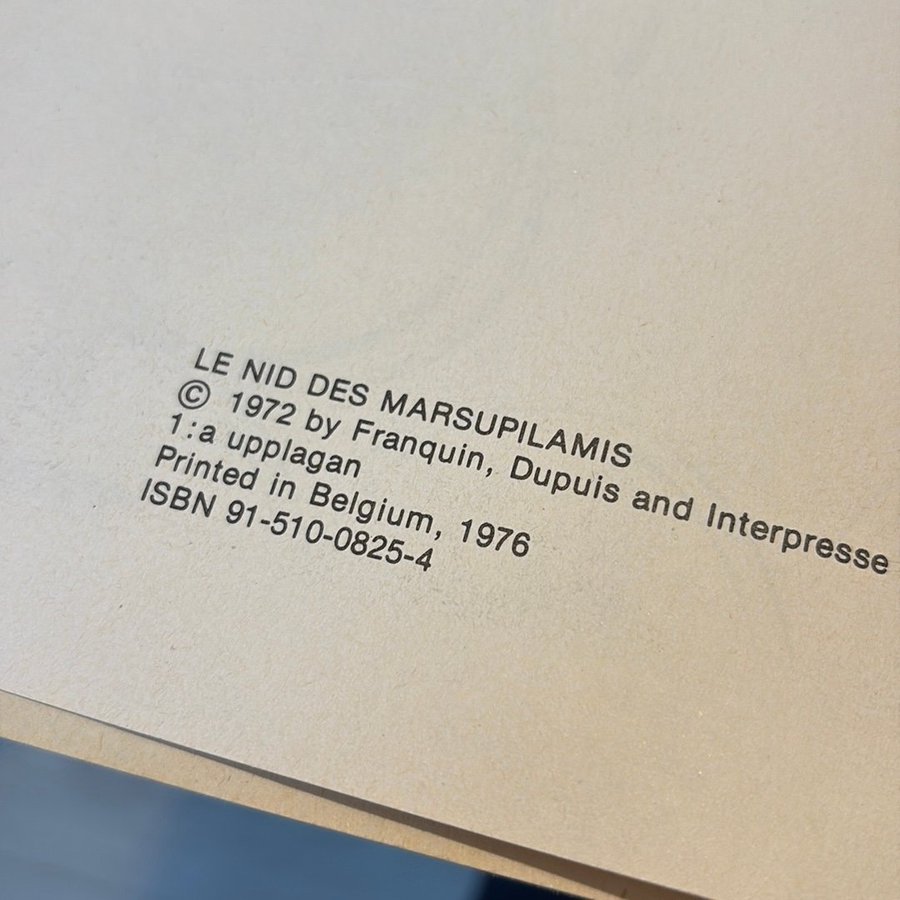 LE NID DES MARSUPILAMIS
© 1972 by Franquin, Dupuis and Interpresse
1:a upplagan
Printed in Belgium, 1976
ISBN 91-510-0825-4